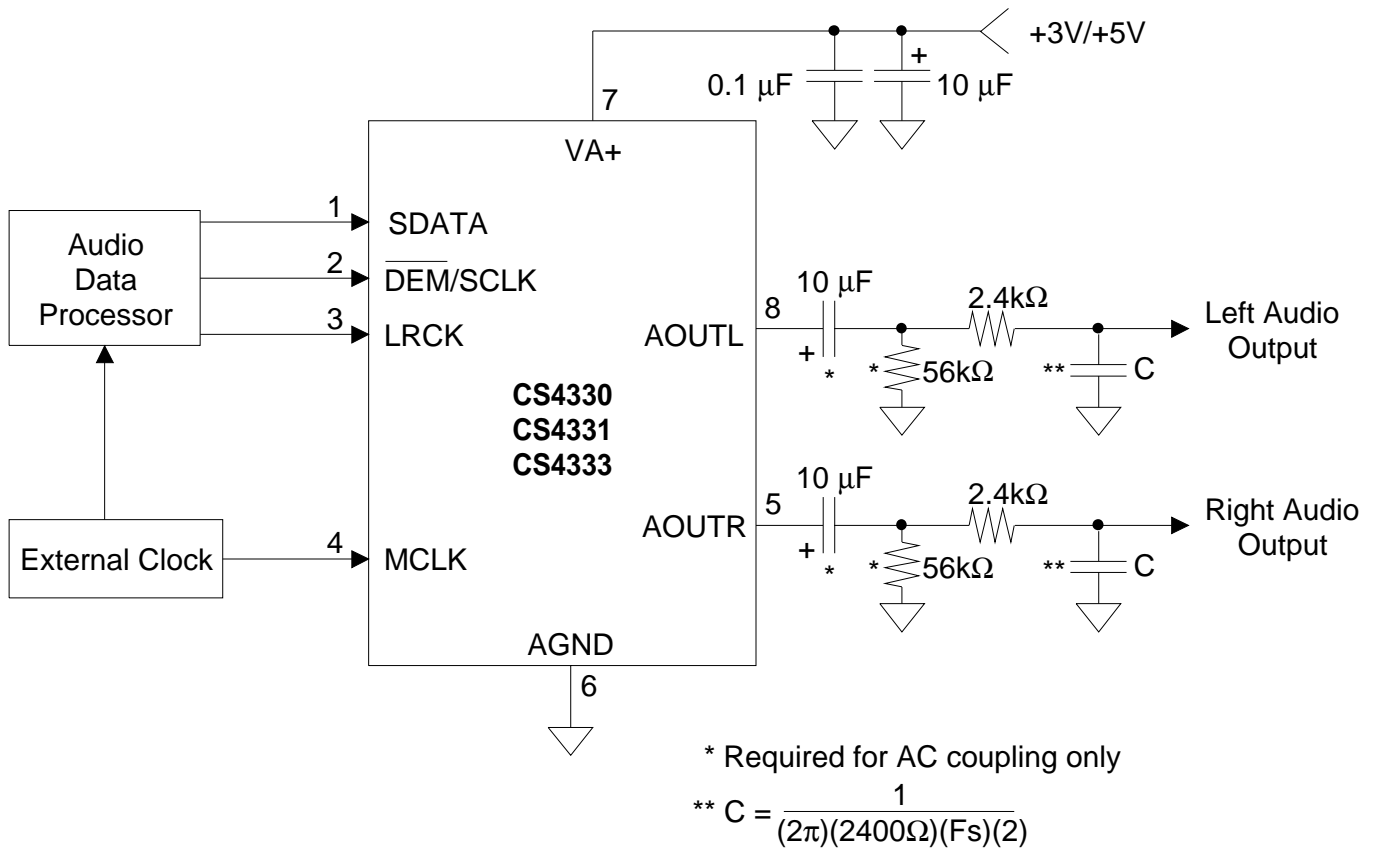 +3V/+5V
0.1 µF
+
10 µF
7
VA+
Audio
Data
Processor
1
SDATA
2
DEM/SCLK
3
LRCK
CS4330
CS4331
CS4333
AOUTL
8
10 µF
+
*
*
56kΩ
2.4kΩ
**
C
Left Audio
Output
AOUTR
5
10 µF
+
*
*
56kΩ
2.4kΩ
**
C
Right Audio
Output
External Clock
4
MCLK
AGND
6
* Required for AC coupling only
** C = 1
(2π)(2400Ω)(Fs)(2)